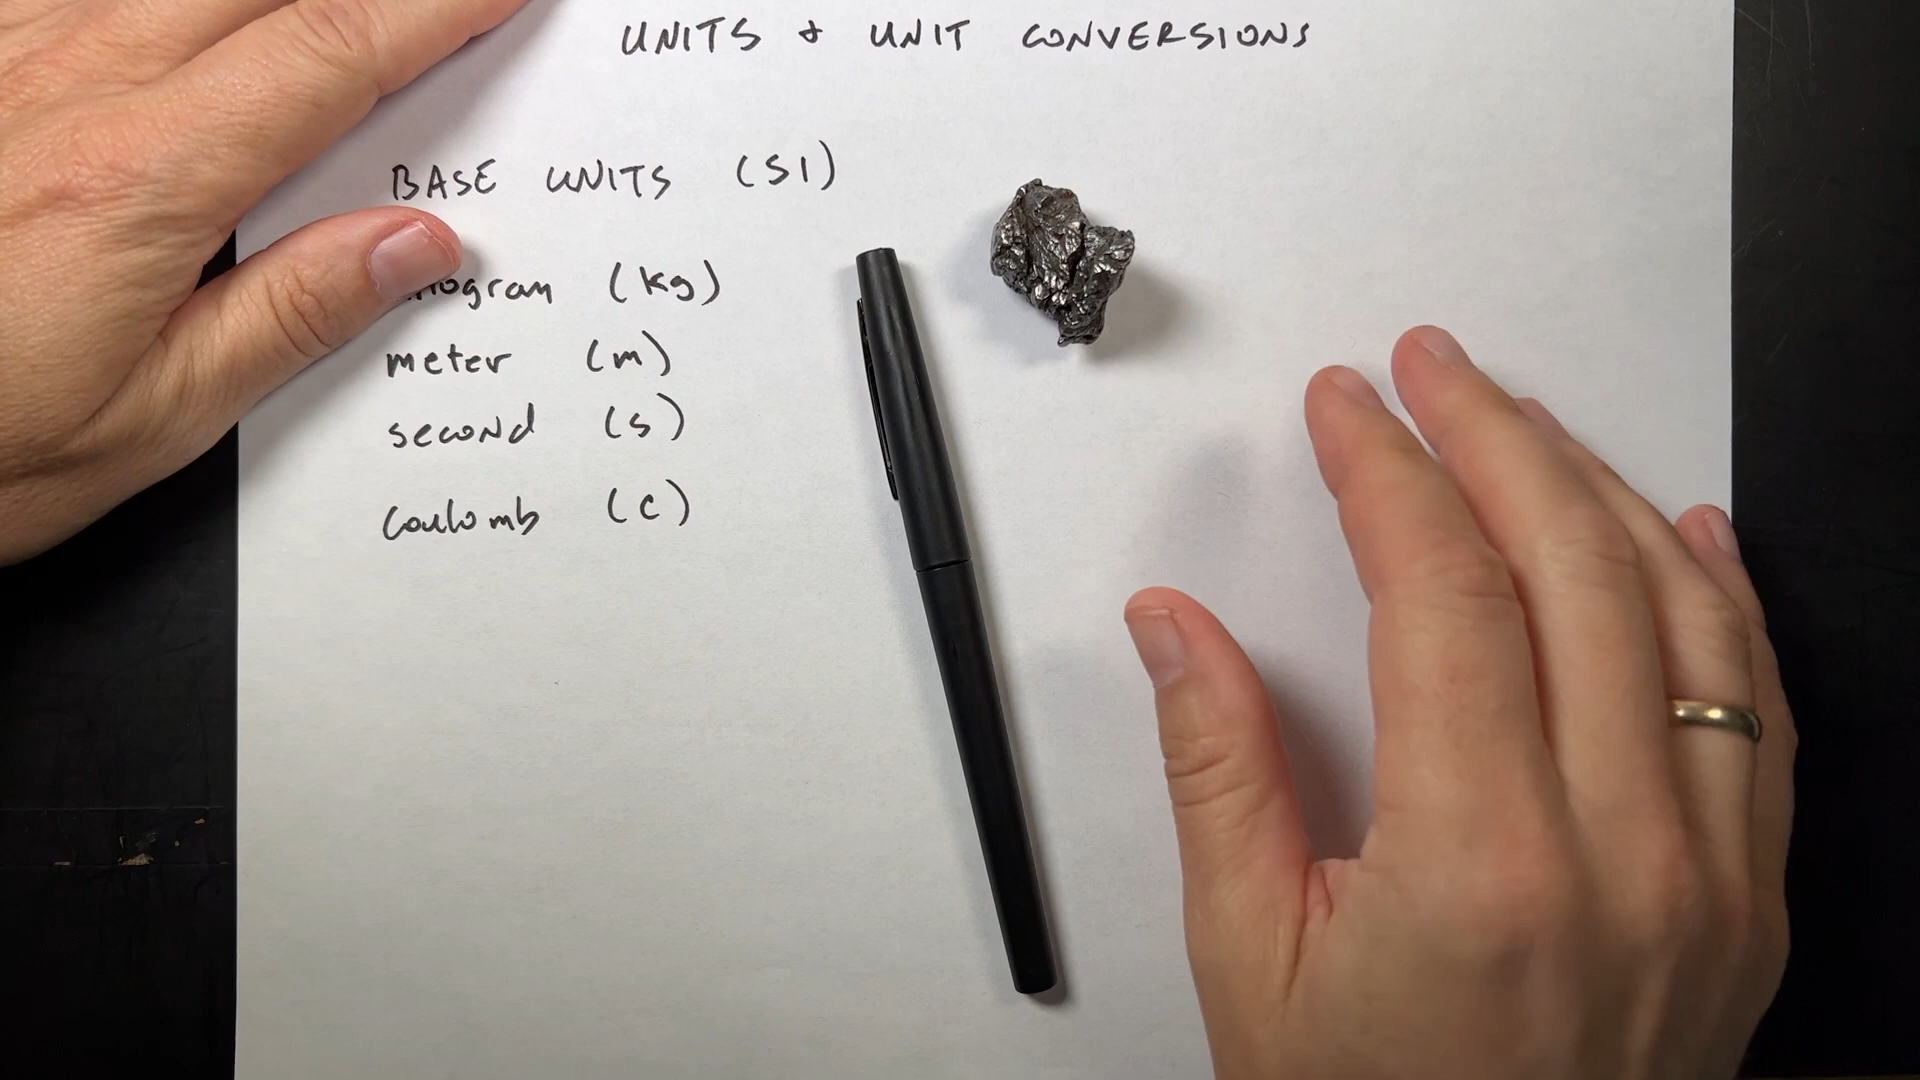 UNITS + UNIT CONVERSIONS
BASE UNITS (SI)
(kg)
meter (m)
second (s)
coulomb (C)